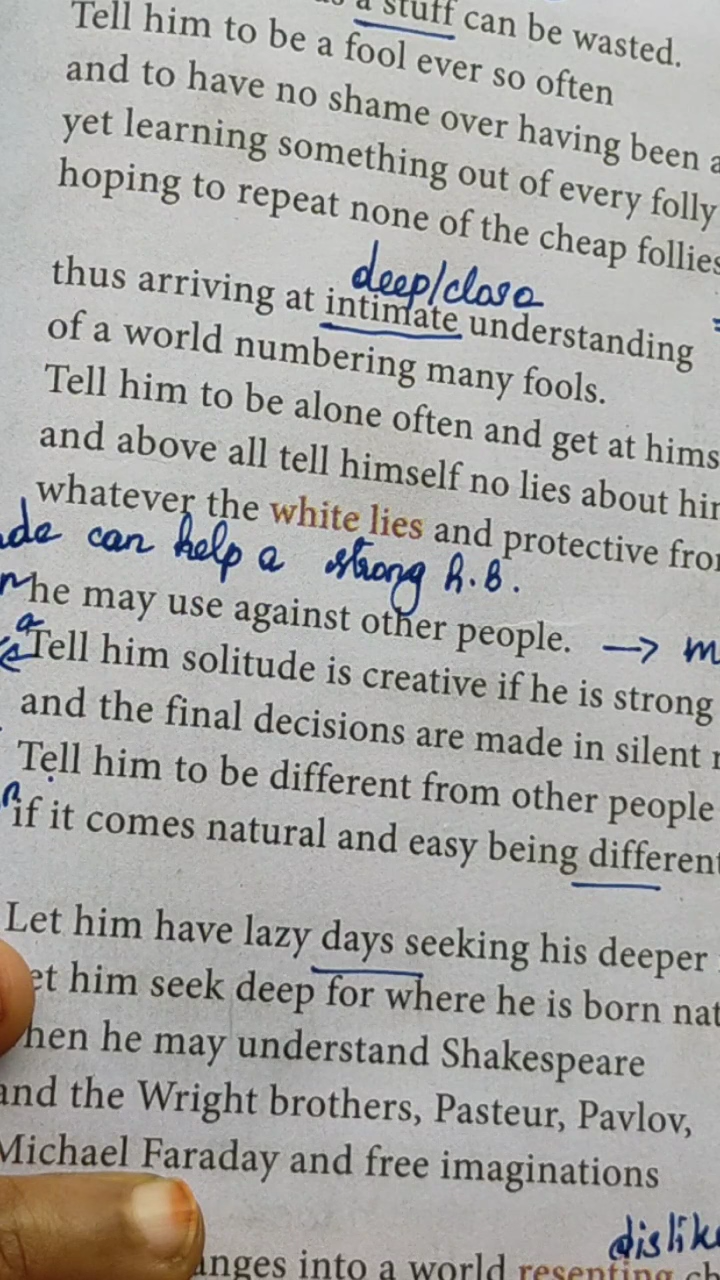 a stuff can be wasted.
Tell him to be a fool ever so often
and to have no shame over having been a
yet learning something out of every folly
hoping to repeat none of the cheap follies
deep/close
thus arriving at intimate understanding
of a world numbering many fools.
Tell him to be alone often and get at hims
and above all tell himself no lies about hi
whatever the white lies and protective fro
de can help a strong h.B.
he may use against other people. → m
Tell him solitude is creative if he is strong
and the final decisions are made in silent
Tell him to be different from other people
if it comes natural and easy being different
Let him have lazy days seeking his deeper
et him seek deep for where he is born nat
hen he may understand Shakespeare
and the Wright brothers, Pasteur, Pavlov,
Michael Faraday and free imaginations
dislike
anges into a world resenting ch